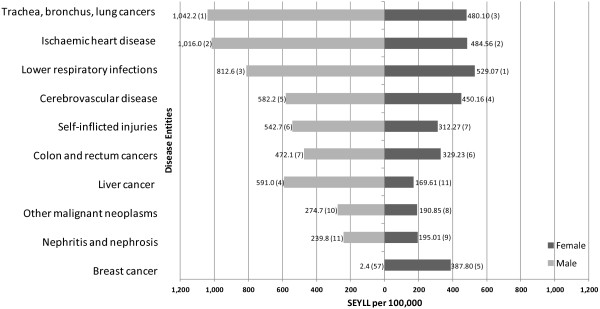 Trachea, bronchus, lung cancers 1,042.2 (1) 480.10 (3)
Ischaemic heart disease 1,016.0 (2) 484.56 (2)
Lower respiratory infections 812.6 (3) 529.07 (1)
Cerebrovascular disease 582.2 (5) 450.16 (4)
Self-inflicted injuries 542.7 (6) 312.27 (7)
Colon and rectum cancers 472.1 (7) 329.23 (6)
Liver cancer 591.0 (4) 169.61 (11)
Other malignant neoplasms 274.7 (10) 190.85 (8)
Nephritis and nephrosis 239.8 (11) 195.01 (9)
Breast cancer 2.4 (57) 387.80 (5)
Disease Entities
Female
Male
1,200 1,000 800 600 400 200 0 200 400 600 800 1,000 1,200
SEYLL per 100,000